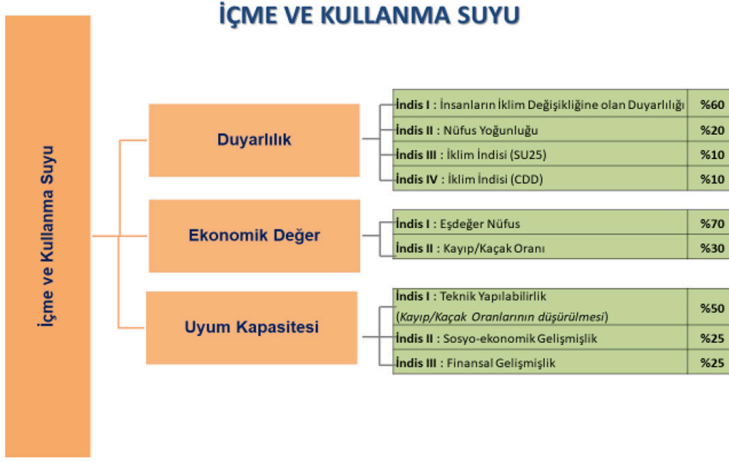 İÇME VE KULLANMA SUYU
İçme ve Kullanma Suyu
Duyarlılık
İndis I : İnsanların İklim Değişikliğine olan Duyarlılığı %60
İndis II : Nüfus Yoğunluğu %20
İndis III : İklim İndisi (SU25) %10
İndis IV : İklim İndisi (CDD) %10
Ekonomik Değer
İndis I : Eşdeğer Nüfus %70
İndis II : Kayıp/Kaçak Oranı %30
Uyum Kapasitesi
İndis I : Teknik Yapılabilirlik
(Kayıp/Kaçak Oranlarının düşürülmesi) %50
İndis II : Sosyo-ekonomik Gelişmişlik %25
İndis III : Finansal Gelişmişlik %25